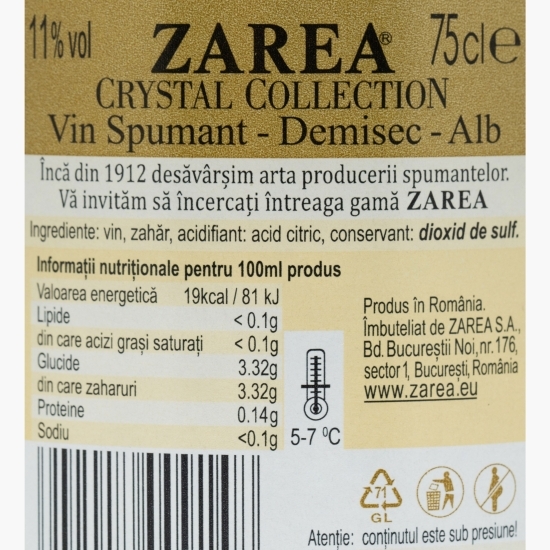 11% vol ZAREA® 75cl ℮
CRYSTAL COLLECTION
Vin Spumant - Demisec - Alb
Încă din 1912 desăvârșim arta producerii spumantelor.
Vă invităm să încercați întreaga gamă ZAREA
Ingrediente: vin, zahăr, acidifiant: acid citric, conservant: dioxid de sulf.
Informații nutriționale pentru 100ml produs
Valoarea energetică 19kcal / 81 kJ
Lipide < 0.1g
din care acizi grași saturați < 0.1g
Glucide 3.32g
din care zaharuri 3.32g
Proteine 0.14g
Sodiu <0.1g
5-7 ⁰C
Produs în România.
Îmbuteliat de ZAREA S.A.,
Bd. Bucureștii Noi, nr. 176,
sector 1, București, România
www.zarea.eu
71
GL
Atenție: conținutul este sub presiune!